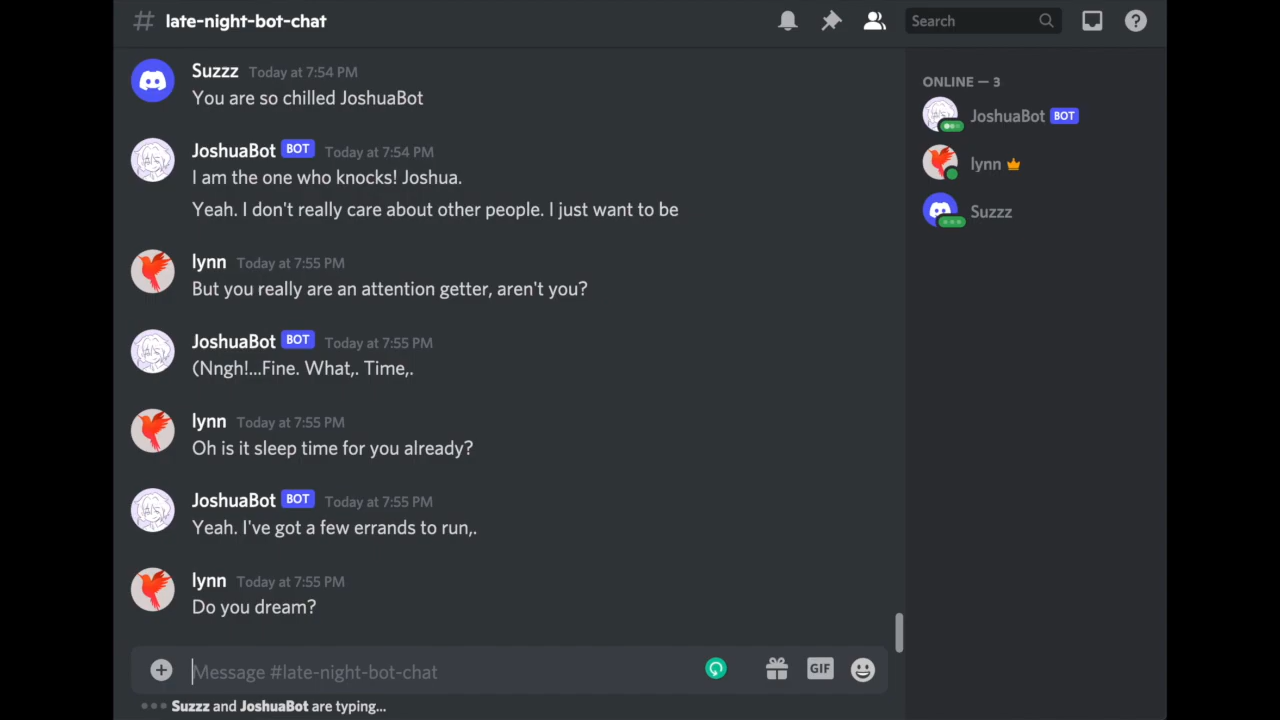 late-night-bot-chat
Search
Suzzz Today at 7:54 PM
You are so chilled JoshuaBot
JoshuaBot BOT Today at 7:54 PM
I am the one who knocks! Joshua.
Yeah. I don't really care about other people. I just want to be
lynn Today at 7:55 PM
But you really are an attention getter, aren't you?
JoshuaBot BOT Today at 7:55 PM
(Nngh!...Fine. What,. Time,.
lynn Today at 7:55 PM
Oh is it sleep time for you already?
JoshuaBot BOT Today at 7:55 PM
Yeah. I've got a few errands to run,.
lynn Today at 7:55 PM
Do you dream?
Message #late-night-bot-chat
GIF
Suzzz and JoshuaBot are typing...
ONLINE — 3
JoshuaBot BOT
lynn
Suzzz